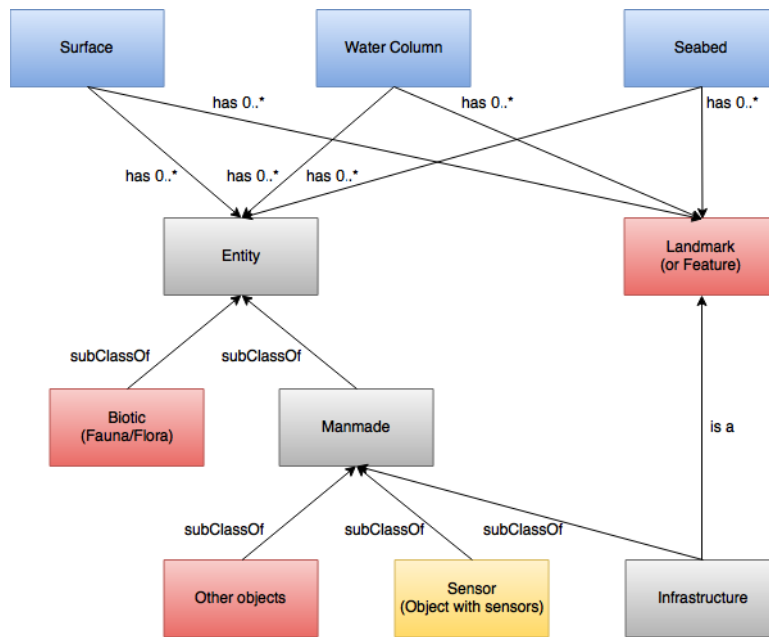 Surface
Water Column
Seabed
has 0..*
has 0..*
has 0..*
has 0..*
has 0..*
has 0..*
Entity
Landmark
(or Feature)
subClassOf
subClassOf
Biotic
(Fauna/Flora)
Manmade
is a
subClassOf
subClassOf
subClassOf
Other objects
Sensor
(Object with sensors)
Infrastructure